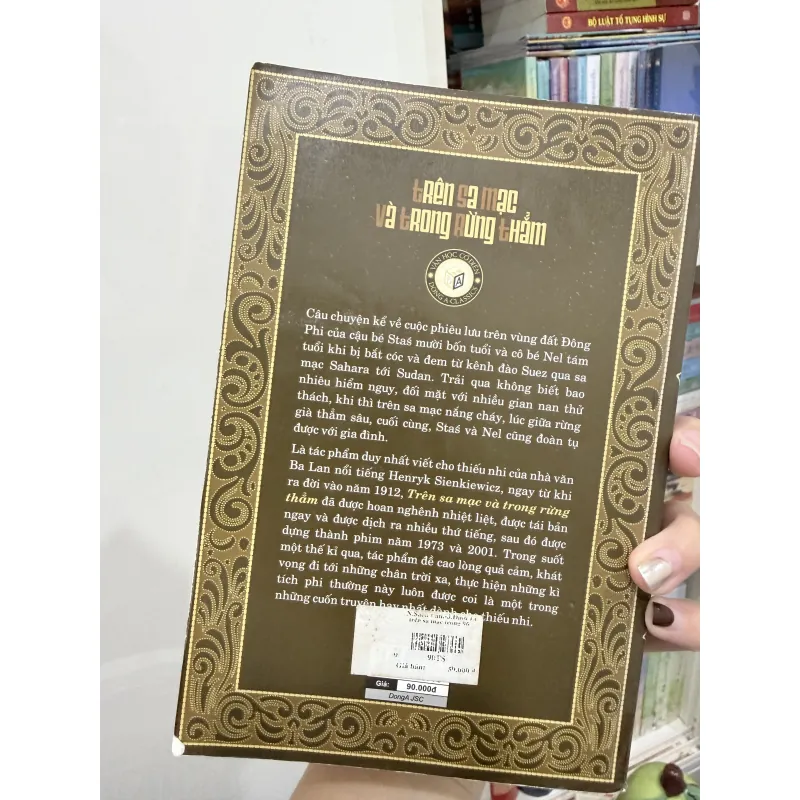 BỘ LUẬT TỐ TỤNG HÌNH SỰ
tRÊN Sa Mạc
Và tRONG RỪNG tHẲM
VĂN HỌC CỔ ĐIỂN
DONG A CLASSICS
A
Câu chuyện kể về cuộc phiêu lưu trên vùng đất Đông
Phi của cậu bé Staś mười bốn tuổi và cô bé Nel tám
tuổi khi bị bắt cóc và đem từ kênh đào Suez qua sa
mạc Sahara tới Sudan. Trải qua không biết bao
nhiêu hiểm nguy, đối mặt với nhiều gian nan thử
thách, khi thì trên sa mạc nắng cháy, lúc giữa rừng
già thẳm sâu, cuối cùng, Staś và Nel cũng đoàn tụ
được với gia đình.
Là tác phẩm duy nhất viết cho thiếu nhi của nhà văn
Ba Lan nổi tiếng Henryk Sienkiewicz, ngay từ khi
ra đời vào năm 1912, Trên sa mạc và trong rừng
thẳm đã được hoan nghênh nhiệt liệt, được tái bản
ngay và được dịch ra nhiều thứ tiếng, sau đó được
dựng thành phim năm 1973 và 2001. Trong suốt
một thế kỉ qua, tác phẩm đề cao lòng quả cảm, khát
vọng đi tới những chân trời xa, thực hiện những kì
tích phi thường này luôn được coi là một trong
những cuốn truyện hay nhất dành cho thiếu nhi.
Giá bán
Giá: 90.000đ
DongA JSC